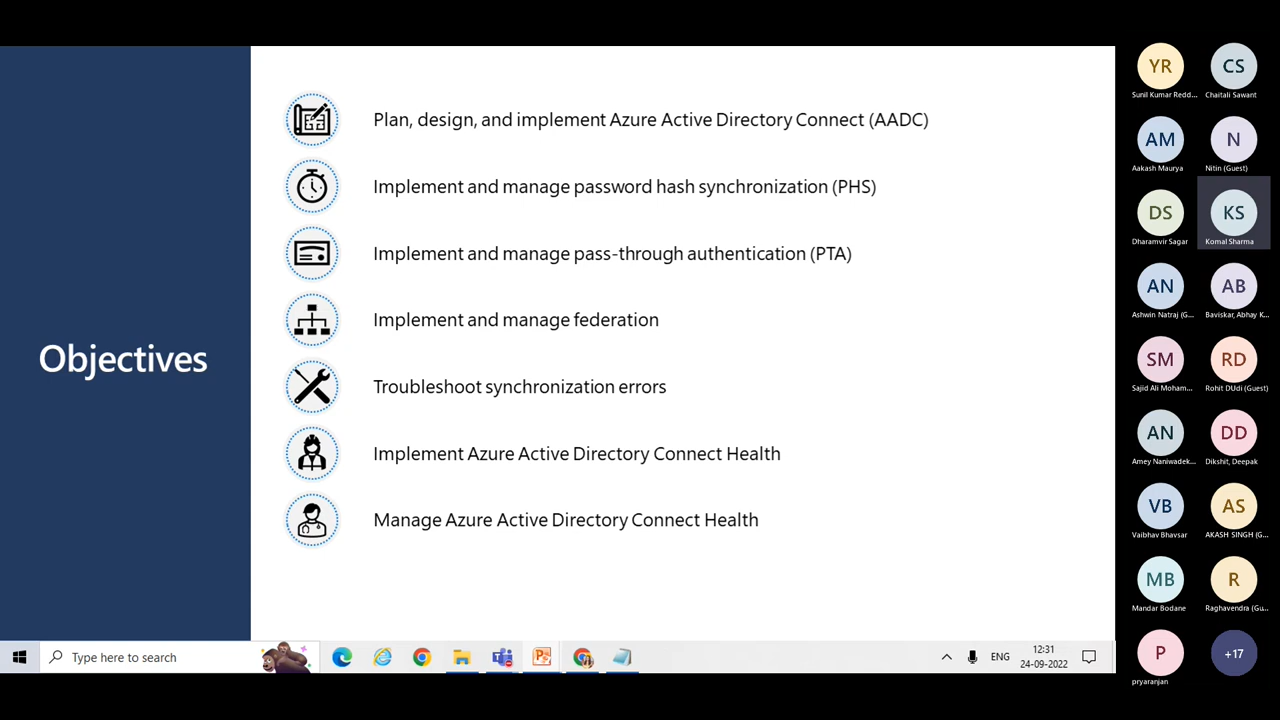 Objectives
Plan, design, and implement Azure Active Directory Connect (AADC)
Implement and manage password hash synchronization (PHS)
Implement and manage pass-through authentication (PTA)
Implement and manage federation
Troubleshoot synchronization errors
Implement Azure Active Directory Connect Health
Manage Azure Active Directory Connect Health
Type here to search
ENG
12:31
24-09-2022
YR
Sunil Kumar Redd...
CS
Chaitali Sawant
AM
Aakash Maurya
N
Nitin (Guest)
DS
Dharamvir Sagar
KS
Komal Sharma
AN
Ashwin Natraj (G...
AB
Baviskar, Abhay K...
SM
Sajid Ali Moham...
RD
Rohit DUdi (Guest)
AN
Amey Naniwadek...
DD
Dikshit, Deepak
VB
Vaibhav Bhavsar
AS
AKASH SINGH (G...
MB
Mandar Bodane
R
Raghavendra (Gu...
P
pryaranjan
+17